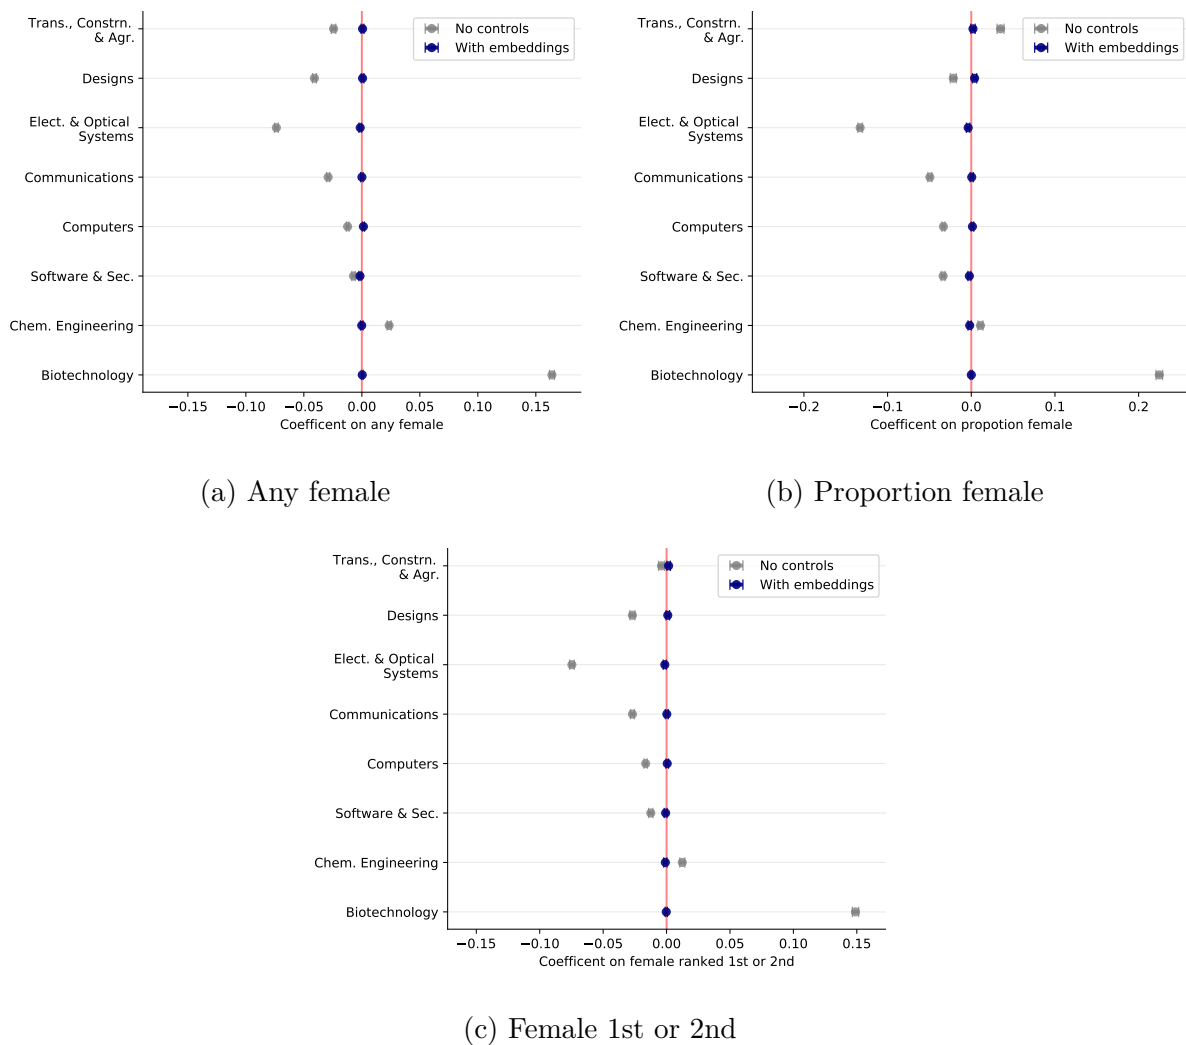 Trans., Constrn.
& Agr.
Designs
Elect. & Optical
Systems
Communications
Computers
Software & Sec.
Chem. Engineering
Biotechnology
No controls
With embeddings
−0.15 −0.10 −0.05 0.00 0.05 0.10 0.15
Coefficent on any female
(a) Any female
Trans., Constrn.
& Agr.
Designs
Elect. & Optical
Systems
Communications
Computers
Software & Sec.
Chem. Engineering
Biotechnology
No controls
With embeddings
−0.2 −0.1 0.0 0.1 0.2
Coefficent on propotion female
(b) Proportion female
Trans., Constrn.
& Agr.
Designs
Elect. & Optical
Systems
Communications
Computers
Software & Sec.
Chem. Engineering
Biotechnology
No controls
With embeddings
−0.15 −0.10 −0.05 0.00 0.05 0.10 0.15
Coefficent on female ranked 1st or 2nd
(c) Female 1st or 2nd